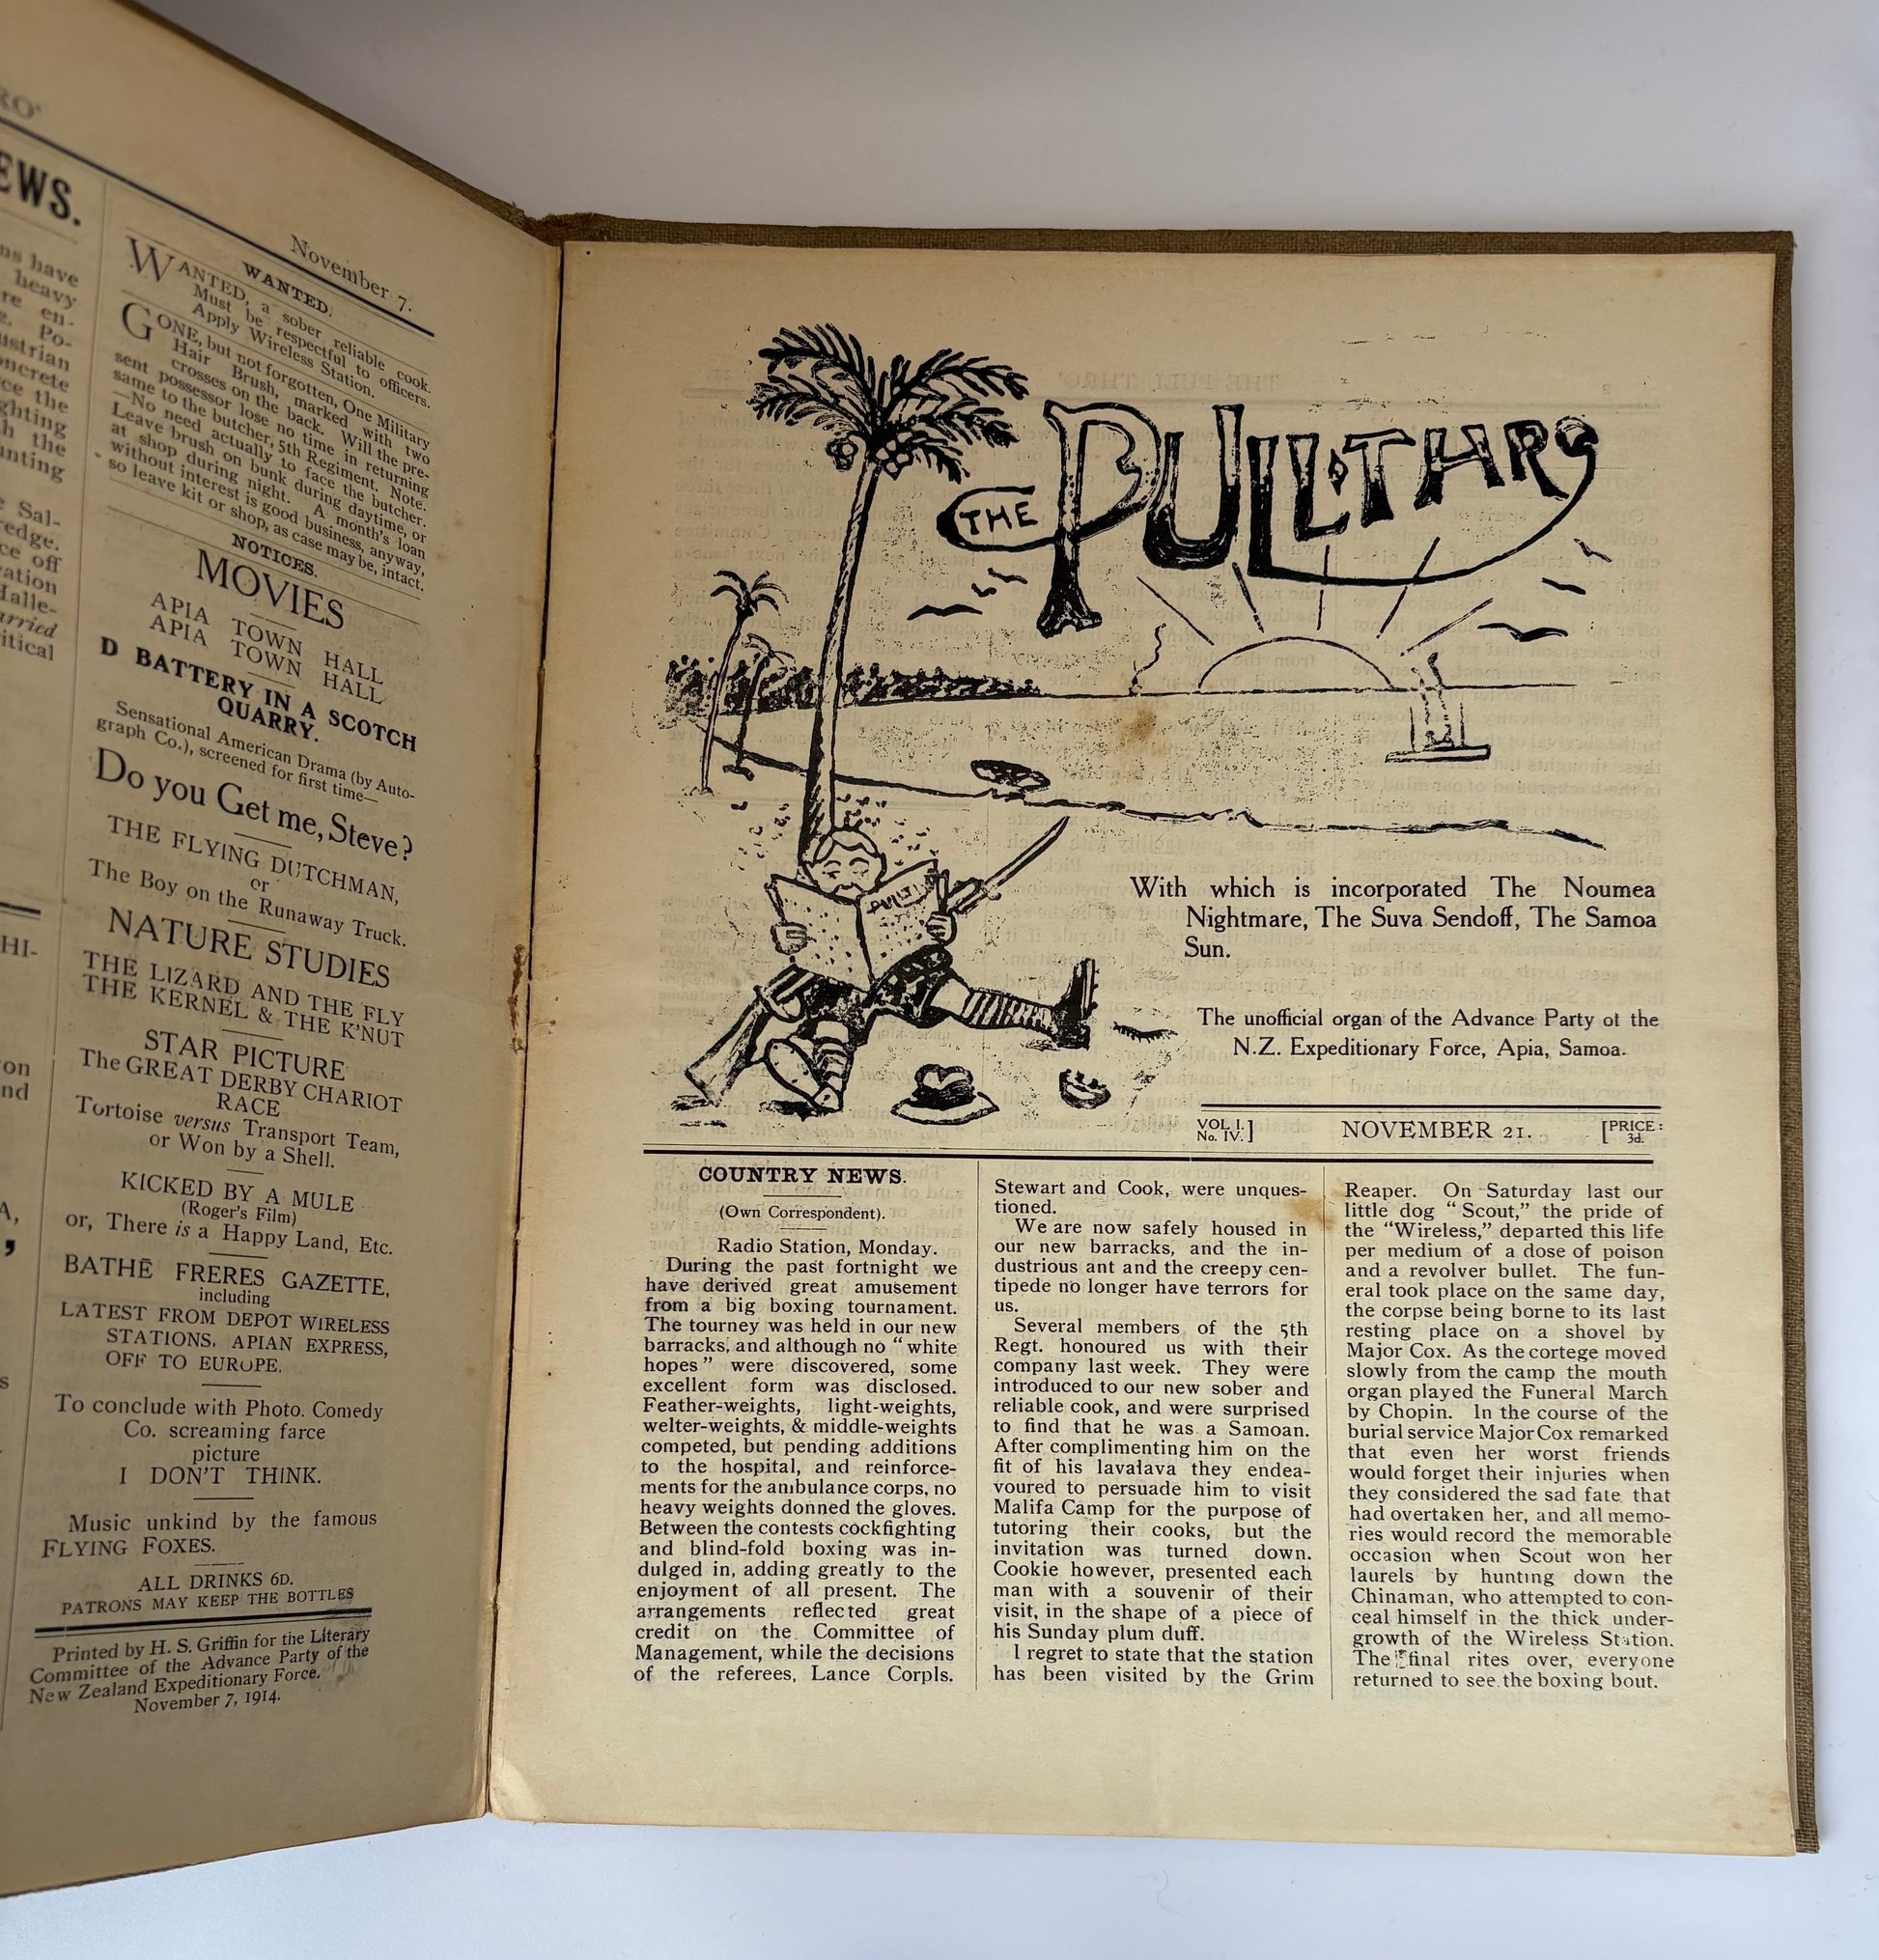 RO'
EWS.
ns have
heavy
re en-
g. Po-
ustrian
oncrete
ce the
ghting
h the
unting
e Sal-
redge.
ce off
vation
Halle-
arried
itical
HI-
on
nd
A,
s
November 7.
WANTED.
WANTED, a sober reliable cook.
Must be respectful to officers.
Apply Wireless Station.
GONE, but not forgotten, One Military
Hair Brush, marked with two
crosses on the back. Will the pre-
sent possessor lose no time in returning
same to the butcher, 5th Regiment. Note.
—No need actually to face the butcher.
Leave brush on bunk during daytime, or
at shop during night. A month's loan
without interest is good business, anyway,
so leave kit or shop, as case may be, intact.
NOTICES.
MOVIES
APIA TOWN HALL
APIA TOWN HALL
D BATTERY IN A SCOTCH
QUARRY.
Sensational American Drama (by Auto-
graph Co.), screened for first time—
Do you Get me, Steve?
THE FLYING DUTCHMAN,
or
The Boy on the Runaway Truck.
NATURE STUDIES
THE LIZARD AND THE FLY
THE KERNEL & THE K'NUT
STAR PICTURE
The GREAT DERBY CHARIOT
RACE
Tortoise versus Transport Team,
or Won by a Shell.
KICKED BY A MULE
(Roger's Film)
or, There is a Happy Land, Etc.
BATHĒ FRERES GAZETTE,
including
LATEST FROM DEPOT WIRELESS
STATIONS, APIAN EXPRESS,
OFF TO EUROPE.
To conclude with Photo. Comedy
Co. screaming farce
picture
I DON'T THINK.
Music unkind by the famous
FLYING FOXES.
ALL DRINKS 6D.
PATRONS MAY KEEP THE BOTTLES
Printed by H. S. Griffin for the Literary
Committee of the Advance Party of the
New Zealand Expeditionary Force.
November 7, 1914.
THE PULL-THRO
PULLT
With which is incorporated The Noumea
Nightmare, The Suva Sendoff, The Samoa
Sun.
The unofficial organ of the Advance Party ot the
N.Z. Expeditionary Force, Apia, Samoa.
VOL I.
No. IV.] NOVEMBER 21. [PRICE:
3d.
COUNTRY NEWS.
(Own Correspondent).
Radio Station, Monday.
During the past fortnight we
have derived great amusement
from a big boxing tournament.
The tourney was held in our new
barracks, and although no "white
hopes" were discovered, some
excellent form was disclosed.
Feather-weights, light-weights,
welter-weights, & middle-weights
competed, but pending additions
to the hospital, and reinforce-
ments for the ambulance corps, no
heavy weights donned the gloves.
Between the contests cockfighting
and blind-fold boxing was in-
dulged in, adding greatly to the
enjoyment of all present. The
arrangements reflected great
credit on the Committee of
Management, while the decisions
of the referees, Lance Corpls.
Stewart and Cook, were unques-
tioned.
We are now safely housed in
our new barracks, and the in-
dustrious ant and the creepy cen-
tipede no longer have terrors for
us.
Several members of the 5th
Regt. honoured us with their
company last week. They were
introduced to our new sober and
reliable cook, and were surprised
to find that he was a Samoan.
After complimenting him on the
fit of his lavalava they endea-
voured to persuade him to visit
Malifa Camp for the purpose of
tutoring their cooks, but the
invitation was turned down.
Cookie however, presented each
man with a souvenir of their
visit, in the shape of a piece of
his Sunday plum duff.
I regret to state that the station
has been visited by the Grim
Reaper. On Saturday last our
little dog "Scout," the pride of
the "Wireless," departed this life
per medium of a dose of poison
and a revolver bullet. The fun-
eral took place on the same day,
the corpse being borne to its last
resting place on a shovel by
Major Cox. As the cortege moved
slowly from the camp the mouth
organ played the Funeral March
by Chopin. In the course of the
burial service Major Cox remarked
that even her worst friends
would forget their injuries when
they considered the sad fate that
had overtaken her, and all memo-
ries would record the memorable
occasion when Scout won her
laurels by hunting down the
Chinaman, who attempted to con-
ceal himself in the thick under-
growth of the Wireless Station.
The final rites over, everyone
returned to see the boxing bout.